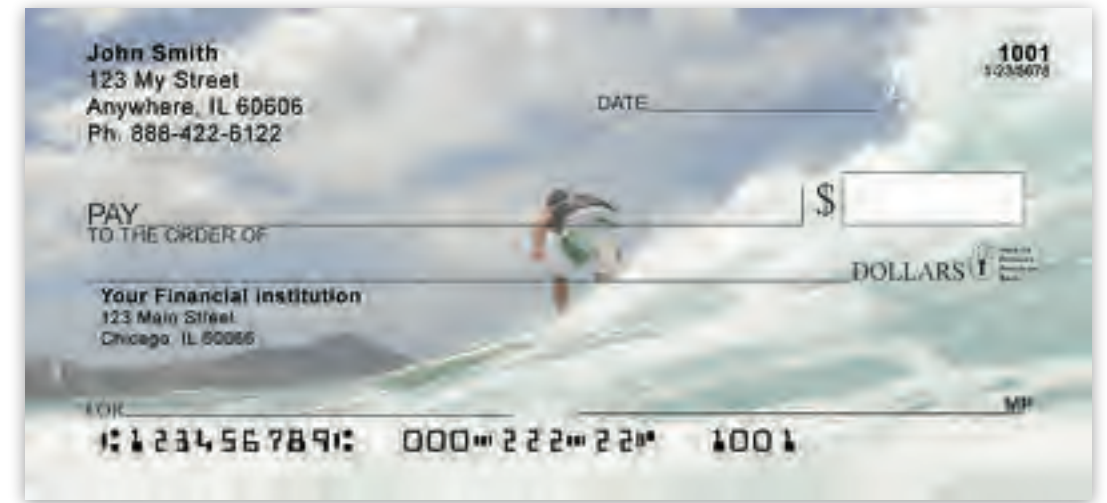 John Smith
1001
123 My Street
Anywhere, IL 60606
DATE
Ph. 888-422-6122
PAY
$
TO THE ORDER OF
DOLLARS
Your Financial Institution
123 Main Street
Chicago, IL 60066
FOR
MP
⑆123456789⑆ 000⑈222⑈22⑈ 1001